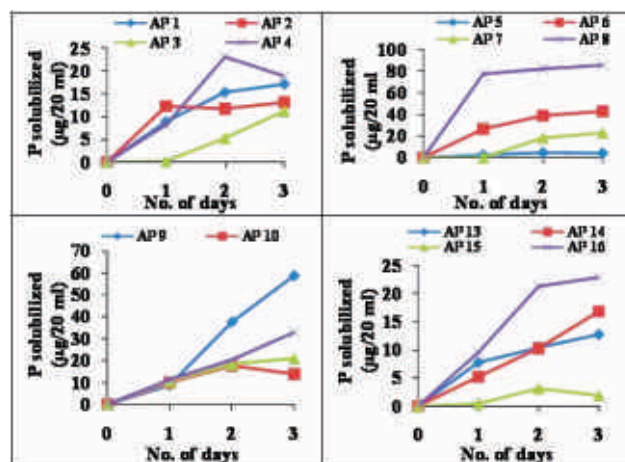 AP 1 AP 2
AP 3 AP 4
P solubilized
(µg/20 ml)
25
20
15
10
5
0
0 1 2 3
No. of days
AP 5 AP 6
AP 7 AP 8
P solubilized
(µg/20 ml)
100
80
60
40
20
0
0 1 2 3
No. of days
AP 9 AP 10
P solubilized
(µg/20 ml)
70
60
50
40
30
20
10
0
0 1 2 3
No. of days
AP 13 AP 14
AP 15 AP 16
P solubilized
(µg/20 ml)
25
20
15
10
5
0
0 1 2 3
No. of days